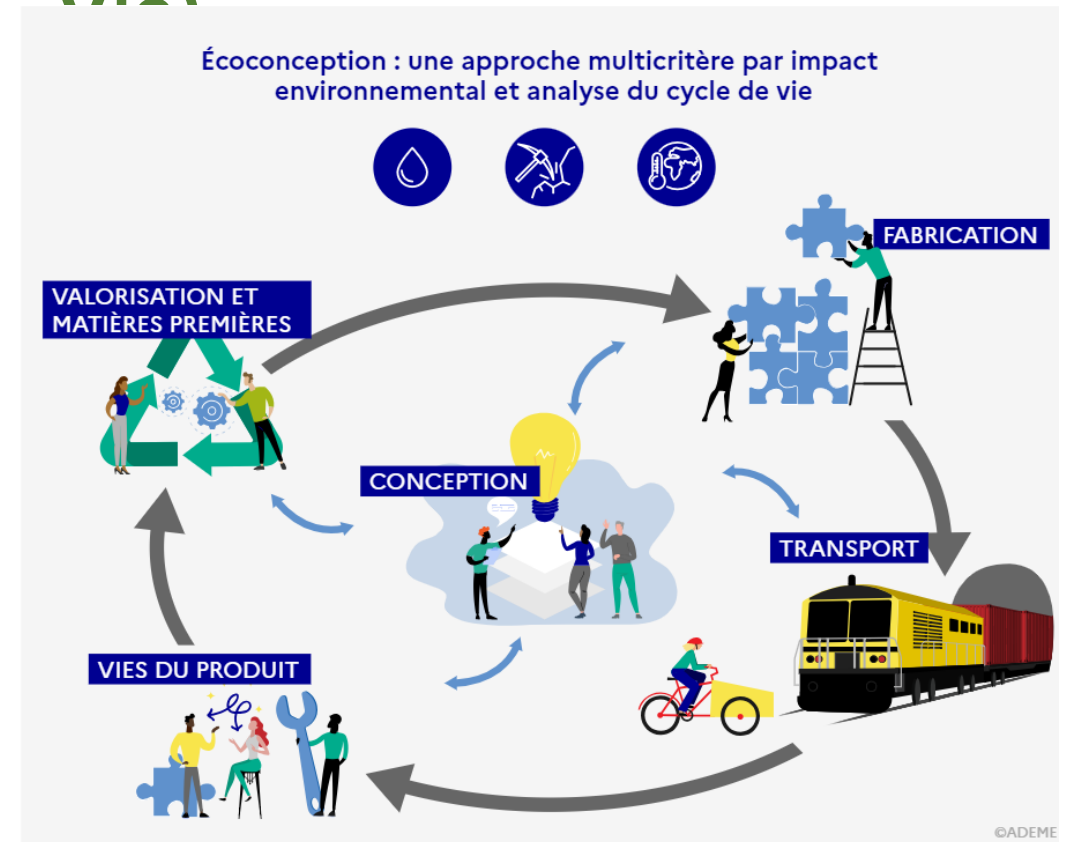 Écoconception : une approche multicritère par impact
environnemental et analyse du cycle de vie
FABRICATION
VALORISATION ET
MATIÈRES PREMIÈRES
CONCEPTION
TRANSPORT
VIES DU PRODUIT
©ADEME